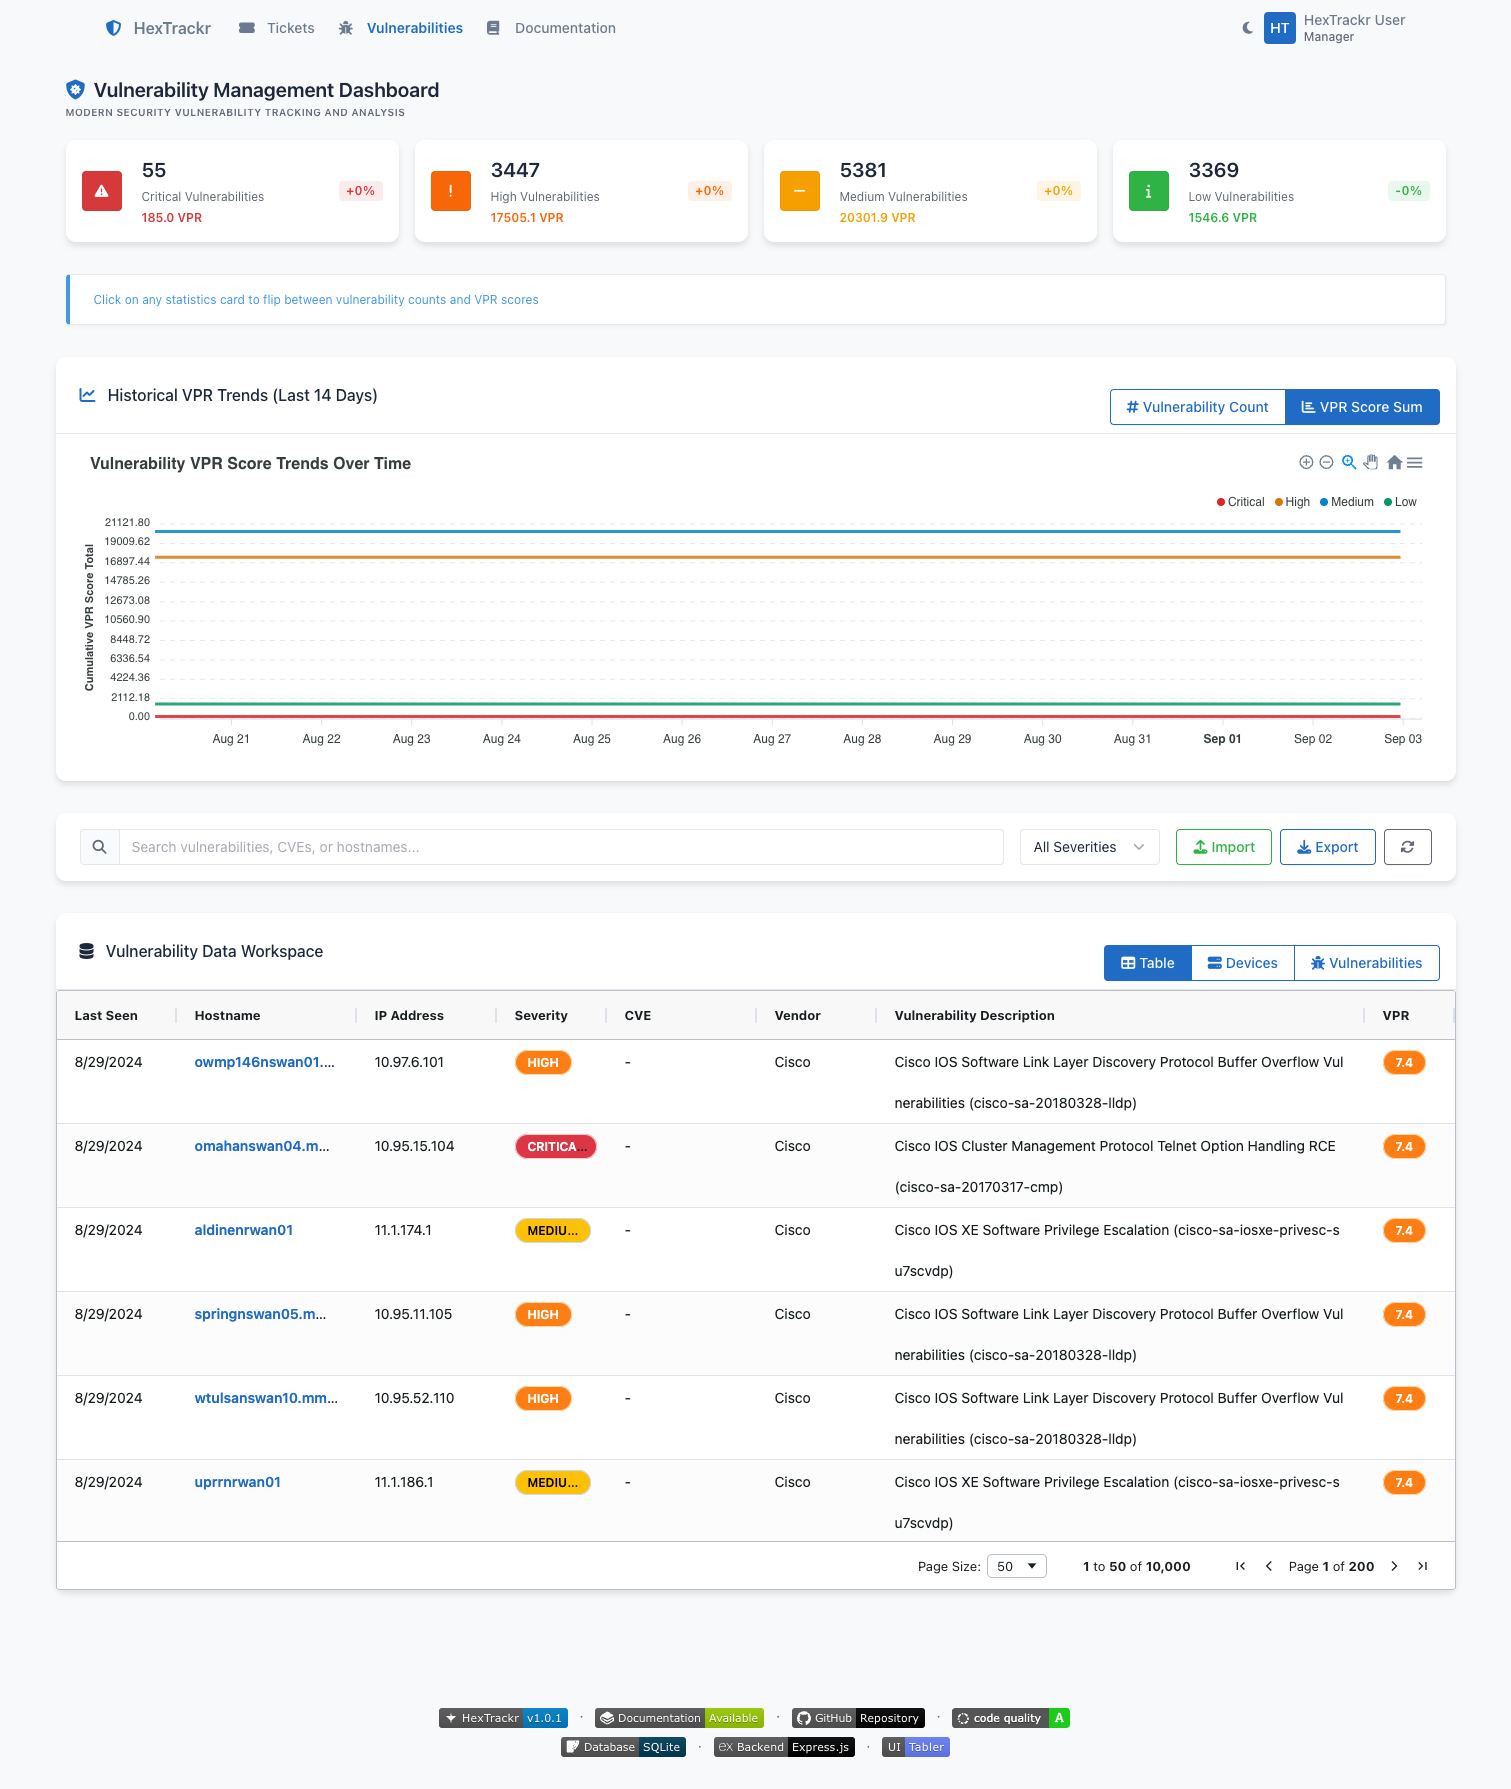 HexTrackr
Tickets
Vulnerabilities
Documentation
HT
HexTrackr User
Manager
Vulnerability Management Dashboard
MODERN SECURITY VULNERABILITY TRACKING AND ANALYSIS
55
Critical Vulnerabilities
185.0 VPR
+0%
3447
High Vulnerabilities
17505.1 VPR
+0%
5381
Medium Vulnerabilities
20301.9 VPR
+0%
3369
Low Vulnerabilities
1546.6 VPR
-0%
Click on any statistics card to flip between vulnerability counts and VPR scores
Historical VPR Trends (Last 14 Days)
Vulnerability Count
VPR Score Sum
Vulnerability VPR Score Trends Over Time
Critical High Medium Low
Cumulative VPR Score Total
21121.80
19009.62
16897.44
14785.26
12673.08
10560.90
8448.72
6336.54
4224.36
2112.18
0.00
Aug 21 Aug 22 Aug 23 Aug 24 Aug 25 Aug 26 Aug 27 Aug 28 Aug 29 Aug 30 Aug 31 Sep 01 Sep 02 Sep 03
Search vulnerabilities, CVEs, or hostnames...
All Severities
Import
Export
Vulnerability Data Workspace
Table
Devices
Vulnerabilities
Last Seen Hostname IP Address Severity CVE Vendor Vulnerability Description VPR
8/29/2024 owmp146nswan01.... 10.97.6.101 HIGH - Cisco Cisco IOS Software Link Layer Discovery Protocol Buffer Overflow Vul 7.4
nerabilities (cisco-sa-20180328-lldp)
8/29/2024 omahanswan04.m... 10.95.15.104 CRITICA... - Cisco Cisco IOS Cluster Management Protocol Telnet Option Handling RCE 7.4
(cisco-sa-20170317-cmp)
8/29/2024 aldinenrwan01 11.1.174.1 MEDIU... - Cisco Cisco IOS XE Software Privilege Escalation (cisco-sa-iosxe-privesc-s 7.4
u7scvdp)
8/29/2024 springnswan05.m... 10.95.11.105 HIGH - Cisco Cisco IOS Software Link Layer Discovery Protocol Buffer Overflow Vul 7.4
nerabilities (cisco-sa-20180328-lldp)
8/29/2024 wtulsanswan10.mm... 10.95.52.110 HIGH - Cisco Cisco IOS Software Link Layer Discovery Protocol Buffer Overflow Vul 7.4
nerabilities (cisco-sa-20180328-lldp)
8/29/2024 uprrnrwan01 11.1.186.1 MEDIU... - Cisco Cisco IOS XE Software Privilege Escalation (cisco-sa-iosxe-privesc-s 7.4
u7scvdp)
Page Size: 50 1 to 50 of 10,000 Page 1 of 200
HexTrackr v1.0.1 · Documentation Available · GitHub Repository · code quality A
Database SQLite · ex Backend Express.js · UI Tabler